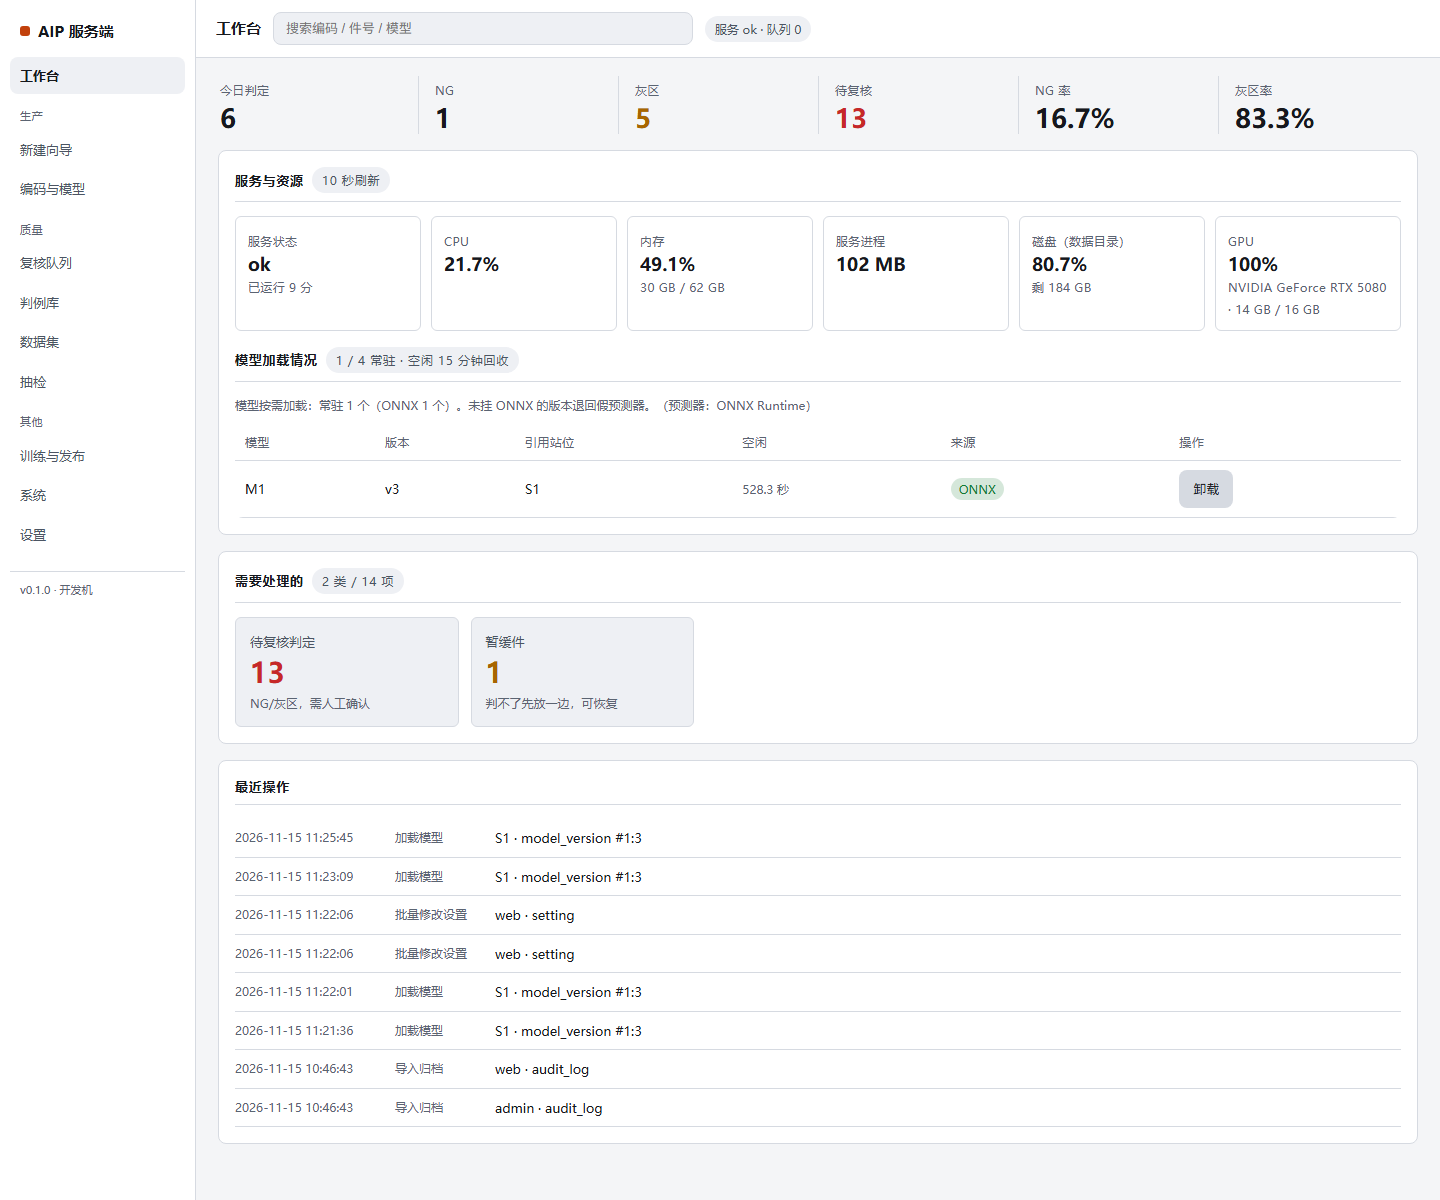 AIP 服务端
工作台
生产
新建向导
编码与模型
质量
复核队列
判例库
数据集
抽检
其他
训练与发布
系统
设置
v0.1.0 · 开发机
工作台
搜索编码 / 件号 / 模型
服务 ok · 队列 0
今日判定
6
NG
1
灰区
5
待复核
13
NG 率
16.7%
灰区率
83.3%
服务与资源
10 秒刷新
服务状态
ok
已运行 9 分
CPU
21.7%
内存
49.1%
30 GB / 62 GB
服务进程
102 MB
磁盘（数据目录）
80.7%
剩 184 GB
GPU
100%
NVIDIA GeForce RTX 5080
· 14 GB / 16 GB
模型加载情况
1 / 4 常驻 · 空闲 15 分钟回收
模型按需加载：常驻 1 个（ONNX 1 个）。未挂 ONNX 的版本退回假预测器。（预测器：ONNX Runtime）
模型 版本 引用站位 空闲 来源 操作
M1 v3 S1 528.3 秒 ONNX 卸载
需要处理的
2 类 / 14 项
待复核判定
13
NG/灰区，需人工确认
暂缓件
1
判不了先放一边，可恢复
最近操作
2026-11-15 11:25:45 加载模型 S1 · model_version #1:3
2026-11-15 11:23:09 加载模型 S1 · model_version #1:3
2026-11-15 11:22:06 批量修改设置 web · setting
2026-11-15 11:22:06 批量修改设置 web · setting
2026-11-15 11:22:01 加载模型 S1 · model_version #1:3
2026-11-15 11:21:36 加载模型 S1 · model_version #1:3
2026-11-15 10:46:43 导入归档 web · audit_log
2026-11-15 10:46:43 导入归档 admin · audit_log